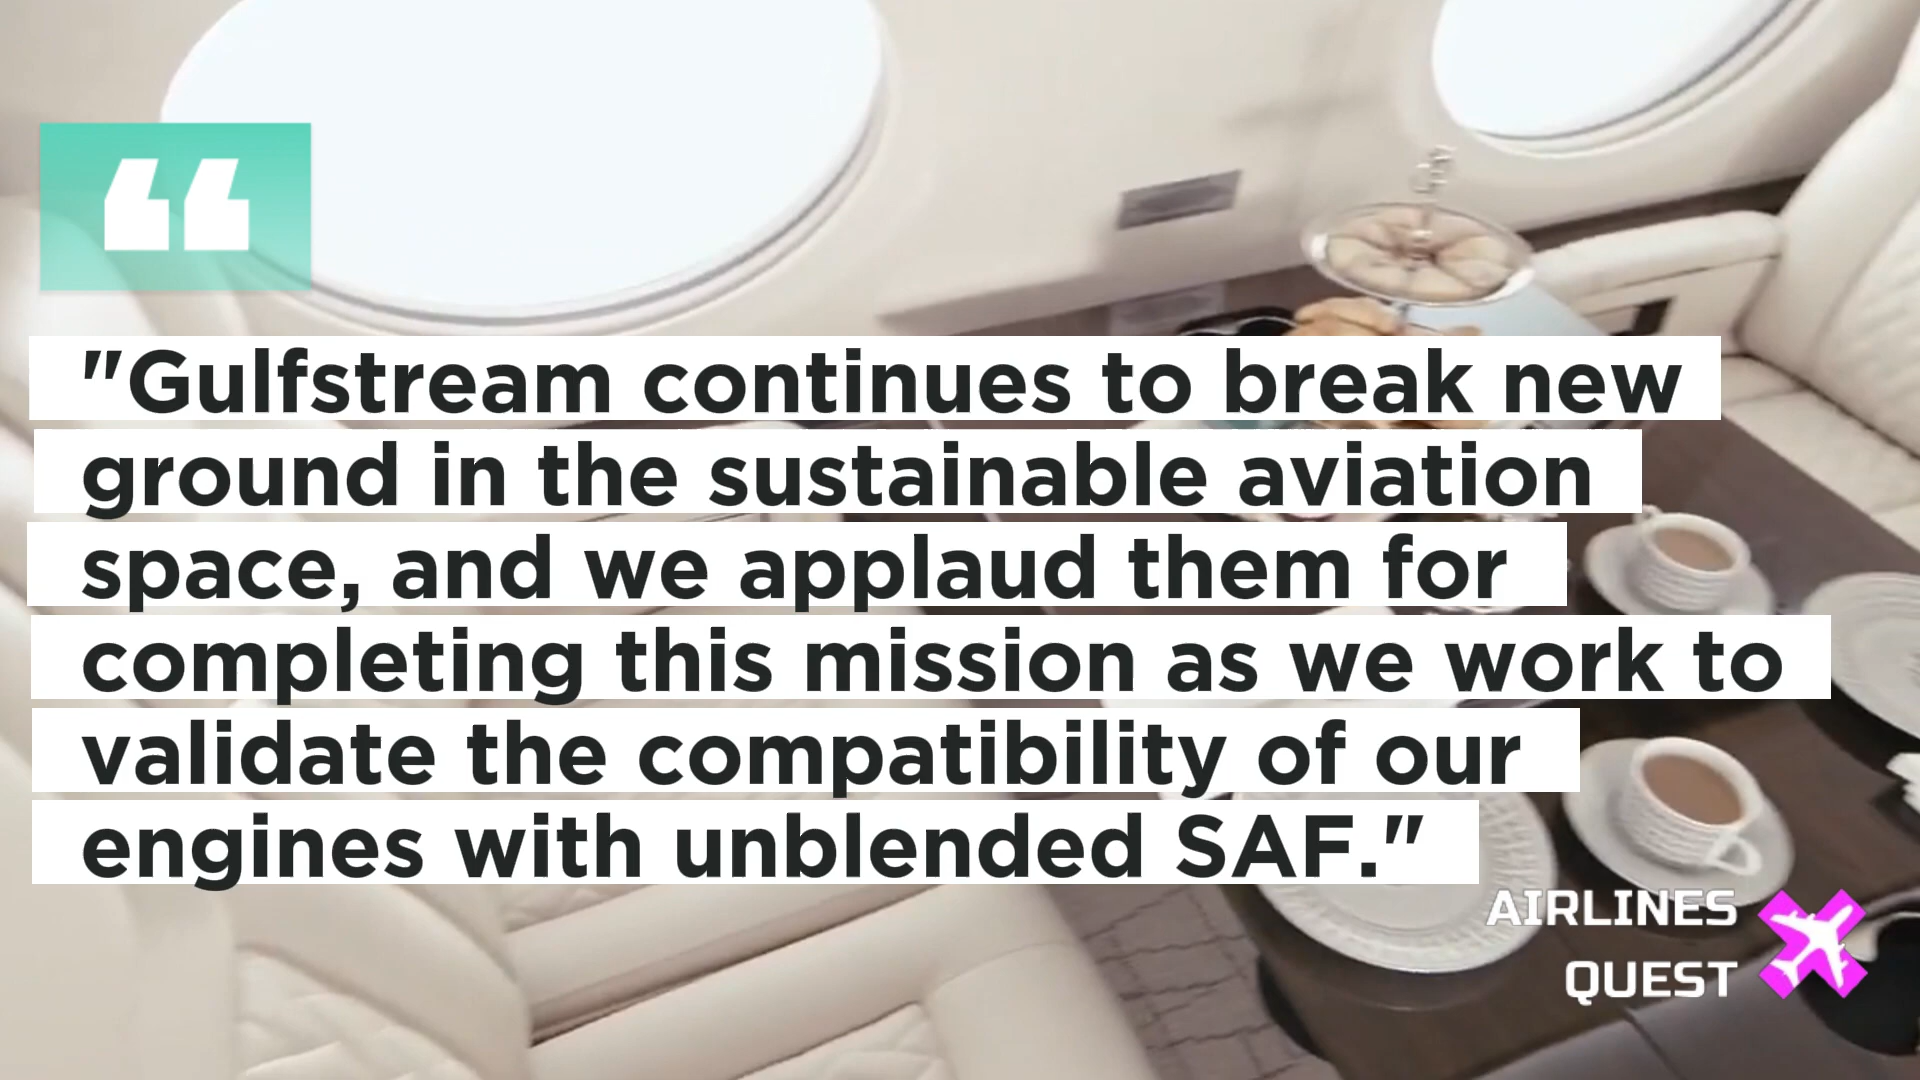 "Gulfstream continues to break new
ground in the sustainable aviation
space, and we applaud them for
completing this mission as we work to
validate the compatibility of our
engines with unblended SAF."
AIRLINES
QUEST